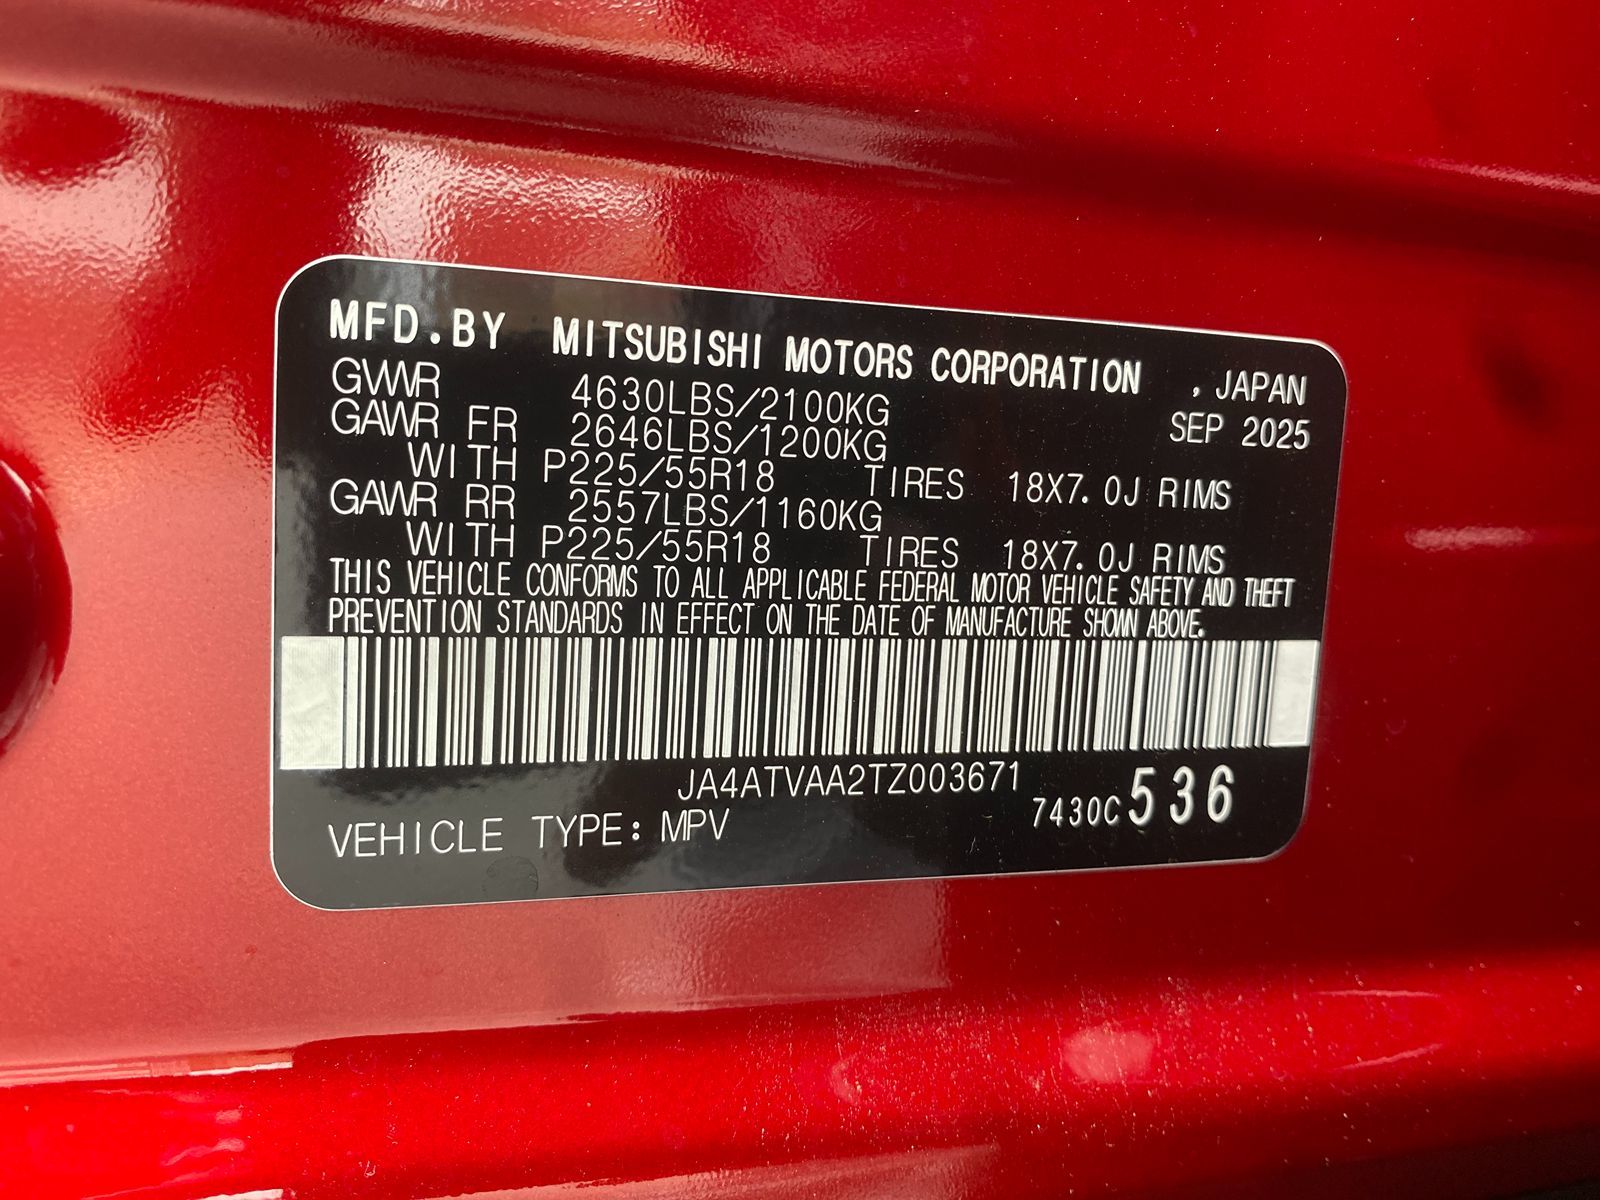 MFD.BY MITSUBISHI MOTORS CORPORATION , JAPAN
GVWR 4630LBS/2100KG SEP 2025
GAWR FR 2646LBS/1200KG
WITH P225/55R18 TIRES 18X7.0J RIMS
GAWR RR 2557LBS/1160KG
WITH P225/55R18 TIRES 18X7.0J RIMS
THIS VEHICLE CONFORMS TO ALL APPLICABLE FEDERAL MOTOR VEHICLE SAFETY AND THEFT
PREVENTION STANDARDS IN EFFECT ON THE DATE OF MANUFACTURE SHOWN ABOVE.
JA4ATVAA2TZ003671
7430C 536
VEHICLE TYPE: MPV